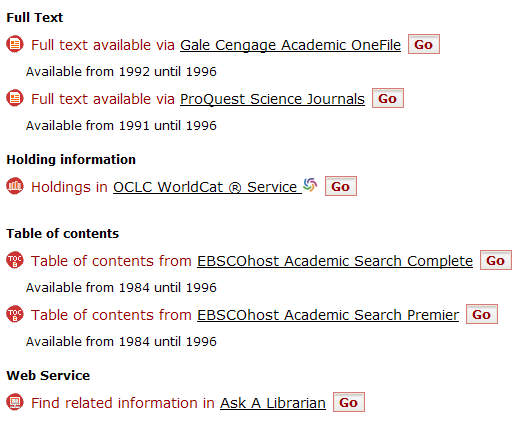 Full Text
Full text available via Gale Cengage Academic OneFile Go
Available from 1992 until 1996
Full text available via ProQuest Science Journals Go
Available from 1991 until 1996
Holding information
Holdings in OCLC WorldCat ® Service Go
Table of contents
TOC B Table of contents from EBSCOhost Academic Search Complete Go
Available from 1984 until 1996
TOC B Table of contents from EBSCOhost Academic Search Premier Go
Available from 1984 until 1996
Web Service
Find related information in Ask A Librarian Go